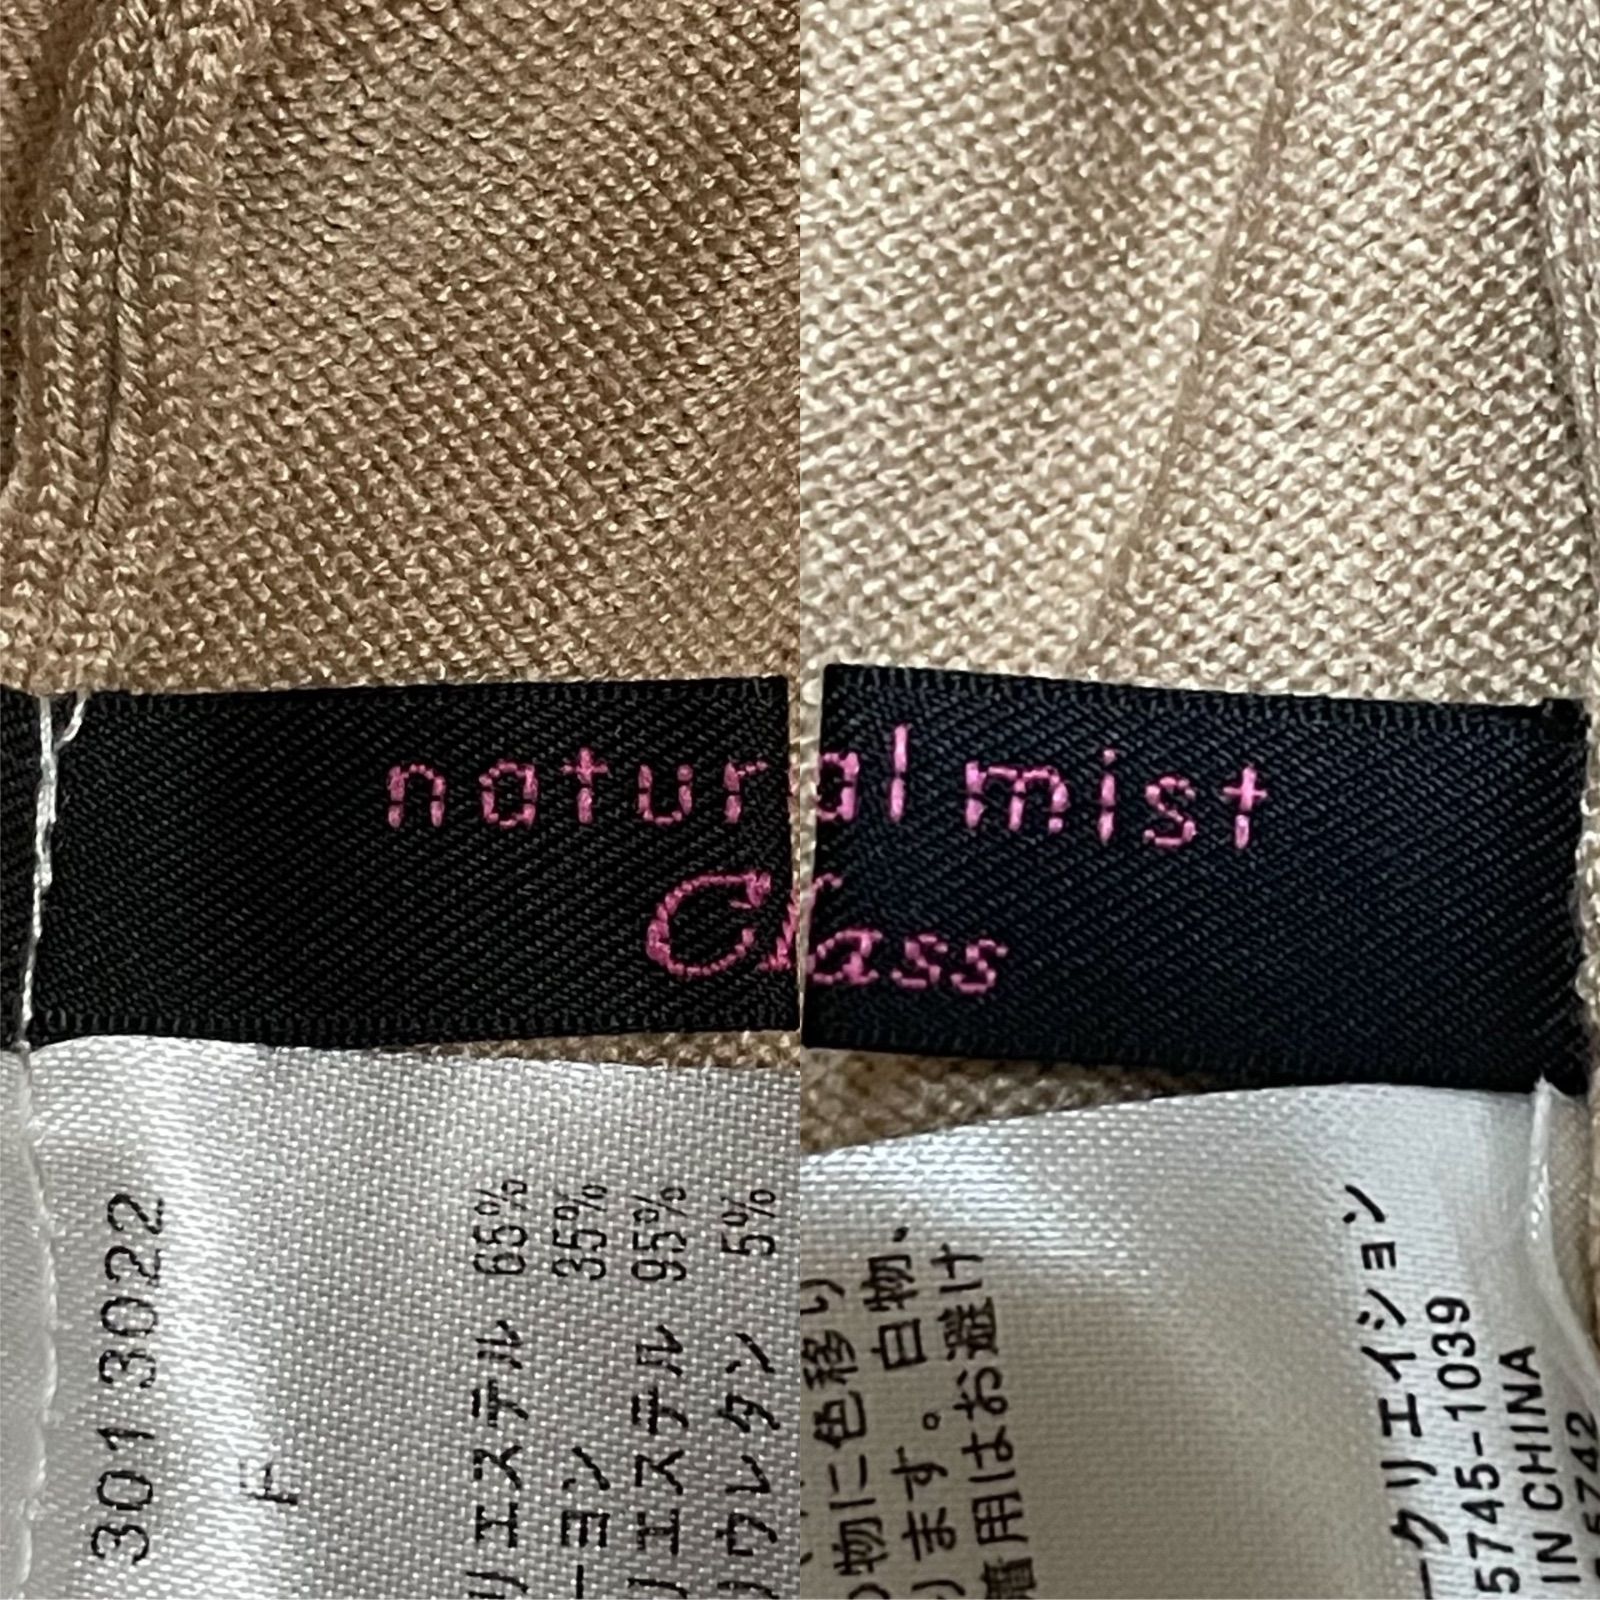 natural mist
Class
3013022
F
リエステル 65%
ーヨン 35%
リエステル 95%
リウレタン 5%
物に色移り
ります。白物、
着用はお避け
ークリエイション
5745-1039
IN CHINA
5742